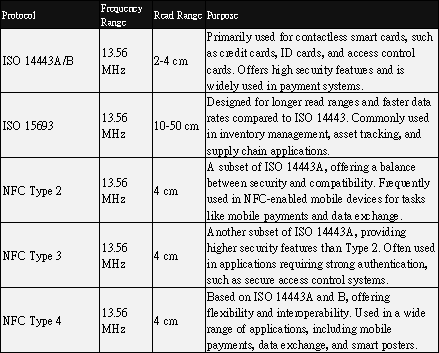 Protocol Frequency Range Read Range Purpose
ISO 14443A/B 13.56 MHz 2-4 cm Primarily used for contactless smart cards, such
as credit cards, ID cards, and access control
cards. Offers high security features and is
widely used in payment systems.
ISO 15693 13.56 MHz 10-50 cm Designed for longer read ranges and faster data
rates compared to ISO 14443. Commonly used
in inventory management, asset tracking, and
supply chain applications.
NFC Type 2 13.56 MHz 4 cm A subset of ISO 14443A, offering a balance
between security and compatibility. Frequently
used in NFC-enabled mobile devices for tasks
like mobile payments and data exchange.
NFC Type 3 13.56 MHz 4 cm Another subset of ISO 14443A, providing
higher security features than Type 2. Often used
in applications requiring strong authentication,
such as secure access control systems.
NFC Type 4 13.56 MHz 4 cm Based on ISO 14443A and B, offering
flexibility and interoperability. Used in a wide
range of applications, including mobile
payments, data exchange, and smart posters.